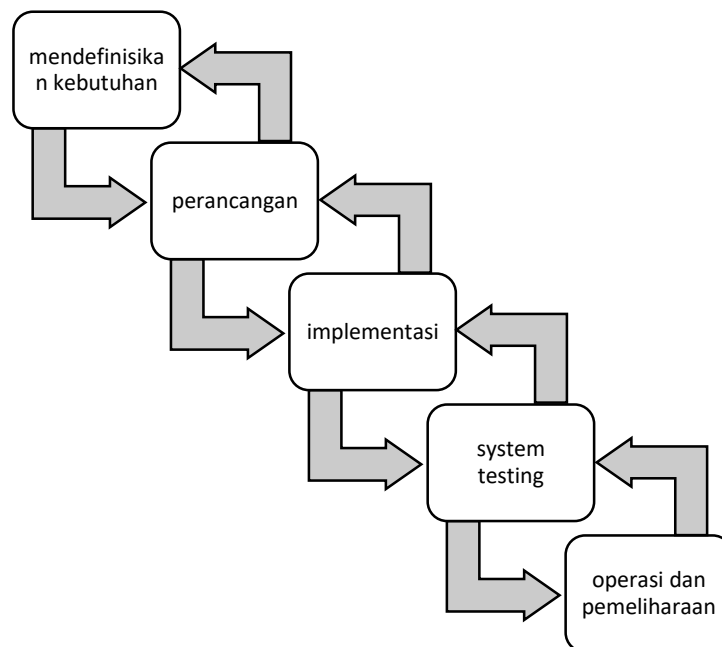 mendefinisika
n kebutuhan
perancangan
implementasi
system
testing
operasi dan
pemeliharaan